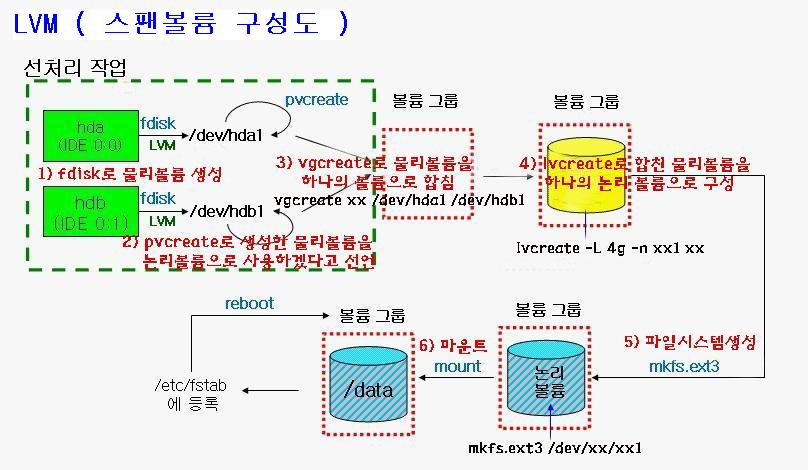 LVM ( 스팬볼륨 구성도 )
선처리 작업
pvcreate
볼륨 그룹
볼륨 그룹
hda
(IDE 0:0)
fdisk
LVM
/dev/hda1
1) fdisk로 물리볼륨 생성
3) vgcreate로 물리볼륨을
하나의 볼륨으로 합침
4) lvcreate로 합친 물리볼륨을
하나의 논리 볼륨으로 구성
hdb
(IDE 0:1)
fdisk
LVM
/dev/hdb1
vgcreate xx /dev/hda1 /dev/hdb1
2) pvcreate로 생성한 물리볼륨을
논리볼륨으로 사용하겠다고 선언
lvcreate -L 4g -n xx1 xx
reboot
볼륨 그룹
볼륨 그룹
6) 마운트
mount
5) 파일시스템생성
mkfs.ext3
/etc/fstab
에 등록
/data
논리
볼륨
mkfs.ext3 /dev/xx/xx1